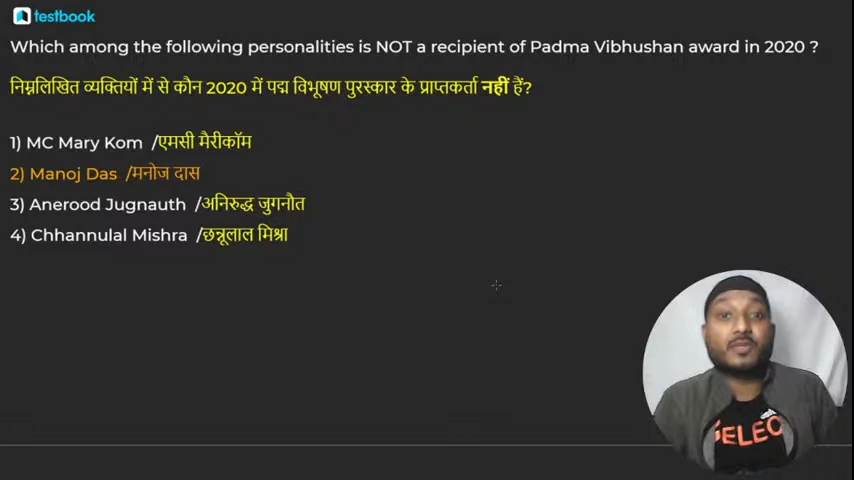 testbook
Which among the following personalities is NOT a recipient of Padma Vibhushan award in 2020 ?
निम्नलिखित व्यक्तियों में से कौन 2020 में पद्म विभूषण पुरस्कार के प्राप्तकर्ता नहीं हैं?
1) MC Mary Kom /एमसी मैरीकॉम
2) Manoj Das /मनोज दास
3) Anerood Jugnauth /अनिरुद्ध जुगनौत
4) Chhannulal Mishra /छन्नूलाल मिश्रा